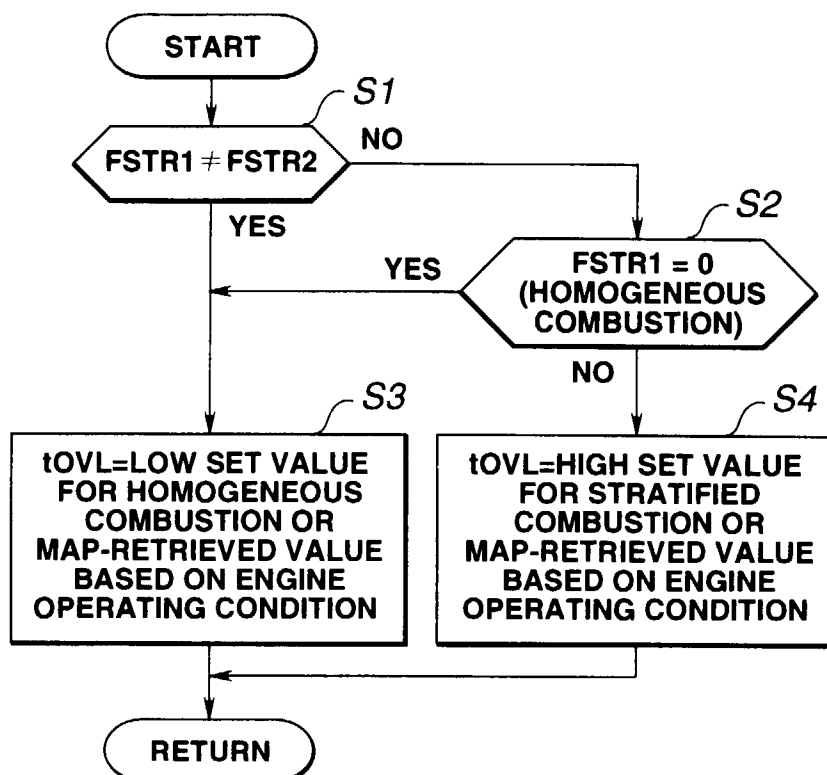 START
S1
FSTR1 ≠ FSTR2
NO
YES
S2
FSTR1 = 0
(HOMOGENEOUS
COMBUSTION)
YES
NO
S3
tOVL=LOW SET VALUE
FOR HOMOGENEOUS
COMBUSTION OR
MAP-RETRIEVED VALUE
BASED ON ENGINE
OPERATING CONDITION
S4
tOVL=HIGH SET VALUE
FOR STRATIFIED
COMBUSTION OR
MAP-RETRIEVED VALUE
BASED ON ENGINE
OPERATING CONDITION
RETURN